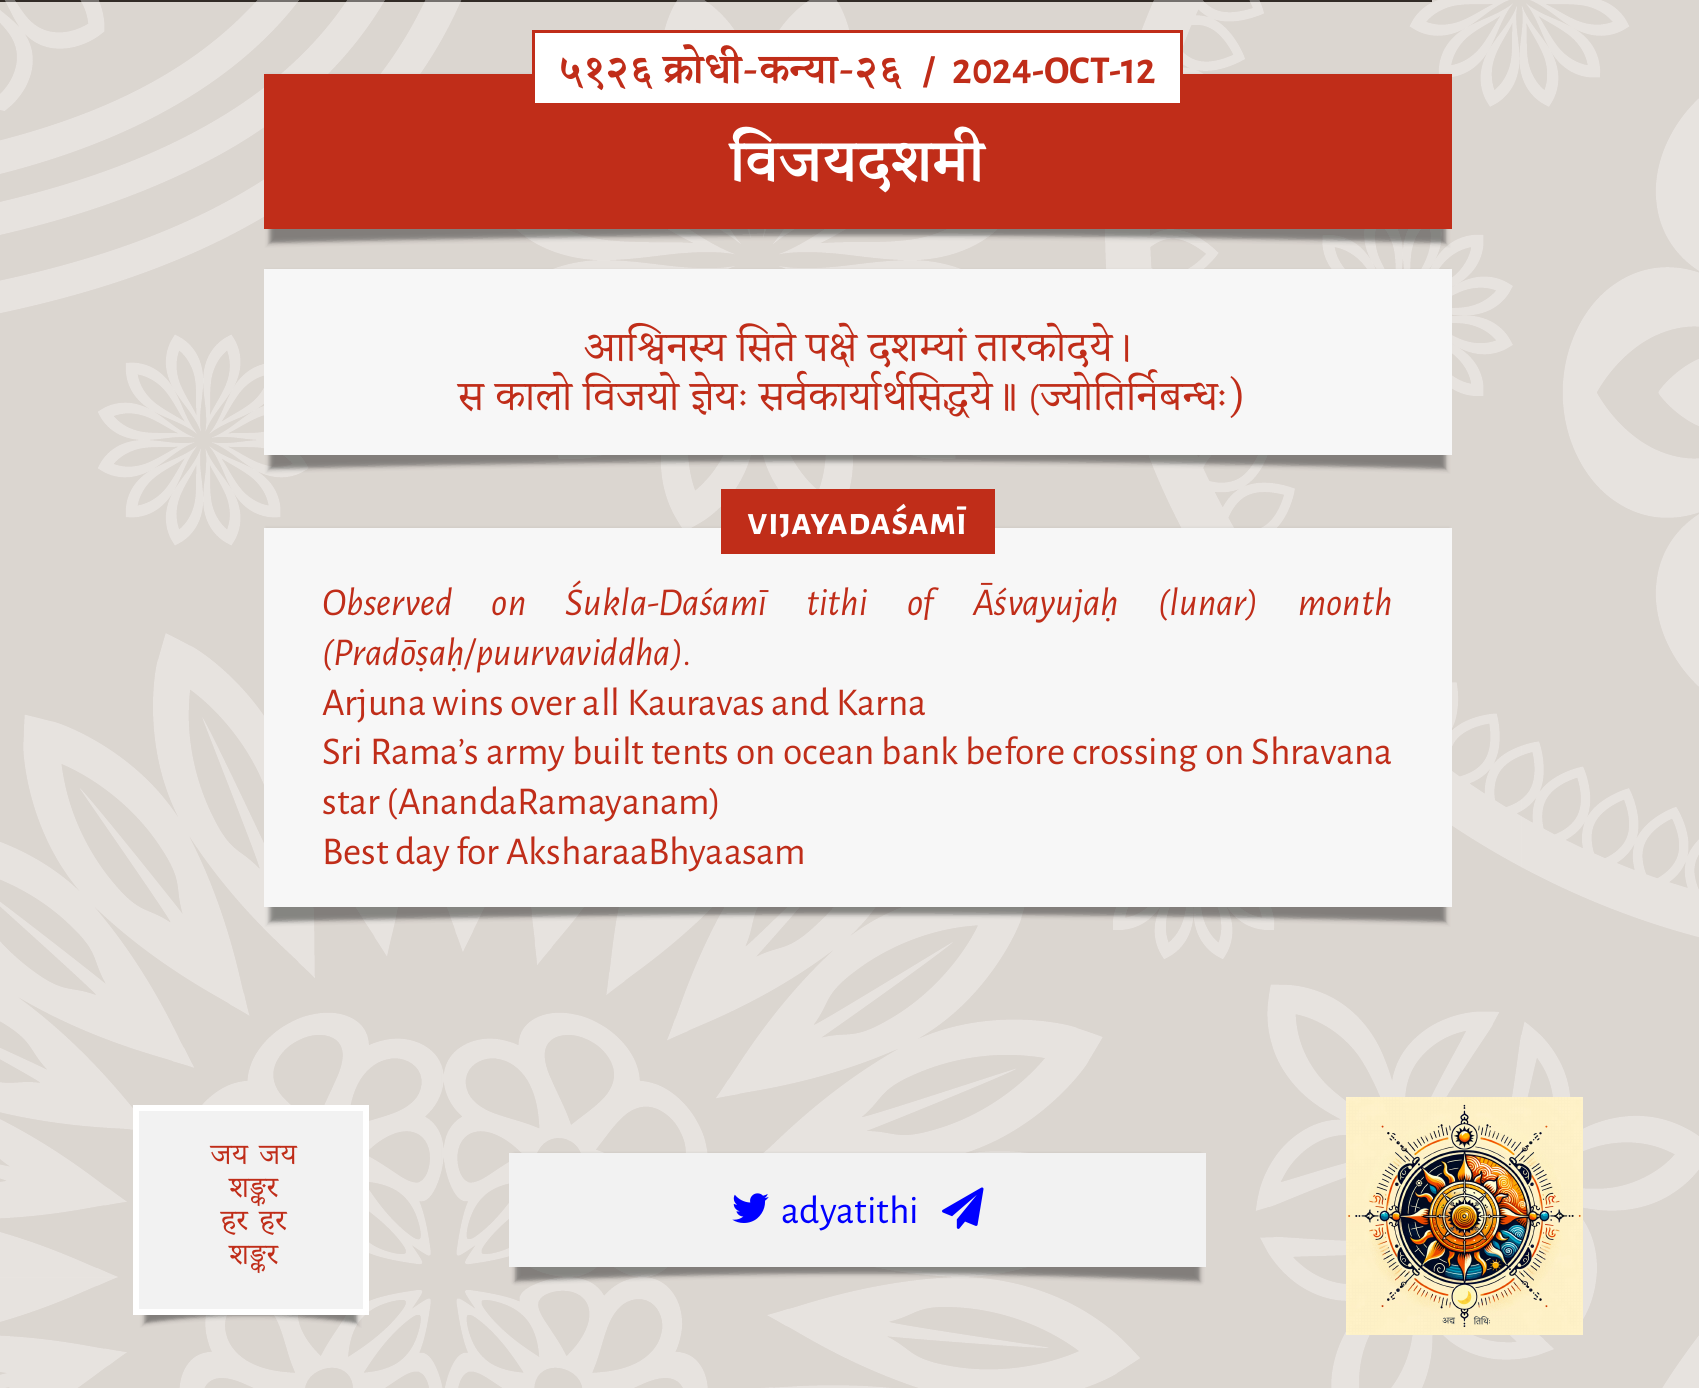 ५१२६ क्रोधी-कन्या-२६ / 2024-OCT-12
विजयदशमी
आश्विनस्य सिते पक्षे दशम्यां तारकोदये।
स कालो विजयो ज्ञेयः सर्वकार्यार्थसिद्धये॥ (ज्योतिर्निबन्धः)
VIJAYADAŚAMĪ
Observed on Śukla-Daśamī tithi of Āśvayujaḥ (lunar) month
(Pradōṣaḥ/puurvaviddha).
Arjuna wins over all Kauravas and Karna
Sri Rama’s army built tents on ocean bank before crossing on Shravana
star (AnandaRamayanam)
Best day for AksharaaBhyaasam
जय जय
शङ्कर
हर हर
शङ्कर
adyatithi
अद्य तिथिः